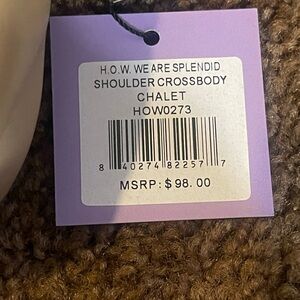 H.O.W. WE ARE SPLENDID
SHOULDER CROSSBODY
CHALET
HOW0273
8 40274 82257 7
MSRP: $98.00